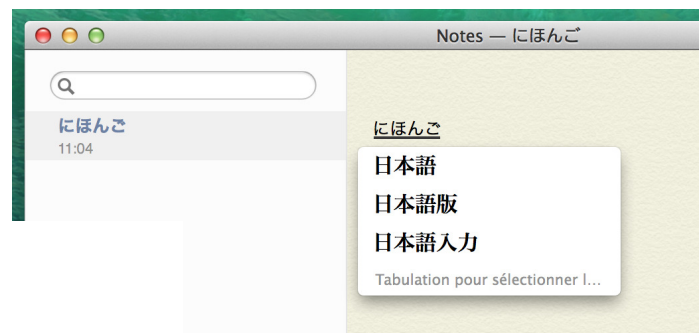 Notes — にほんご
にほんご
11:04
にほんご
日本語
日本語版
日本語入力
Tabulation pour sélectionner l...